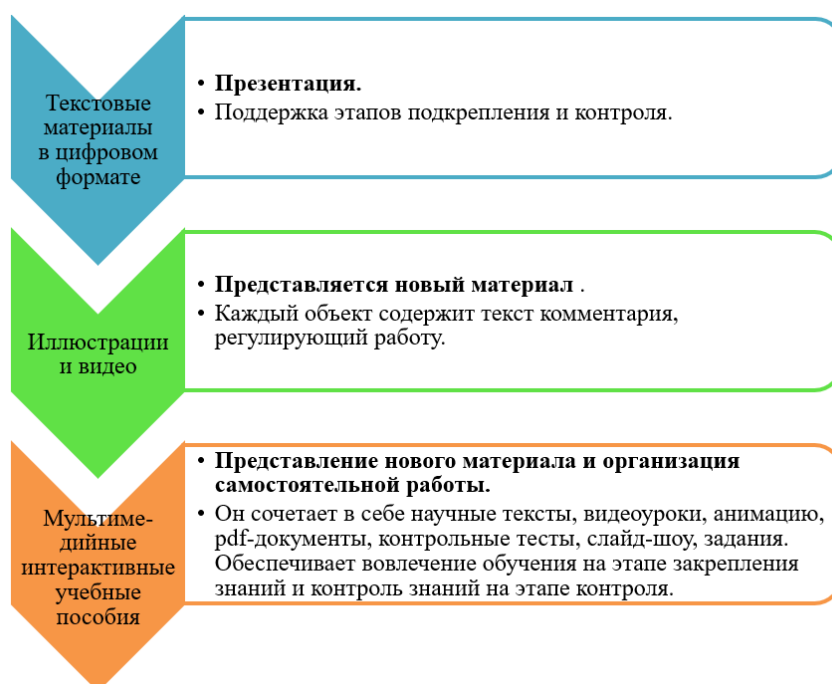 Текстовые
материалы
в цифровом
формате
• Презентация.
• Поддержка этапов подкрепления и контроля.
Иллюстрации
и видео
• Представляется новый материал .
• Каждый объект содержит текст комментария,
регулирующий работу.
Мультиме-
дийные
интерактивные
учебные
пособия
• Представление нового материала и организация
самостоятельной работы.
• Он сочетает в себе научные тексты, видеоуроки, анимацию,
pdf-документы, контрольные тесты, слайд-шоу, задания.
Обеспечивает вовлечение обучения на этапе закрепления
знаний и контроль знаний на этапе контроля.